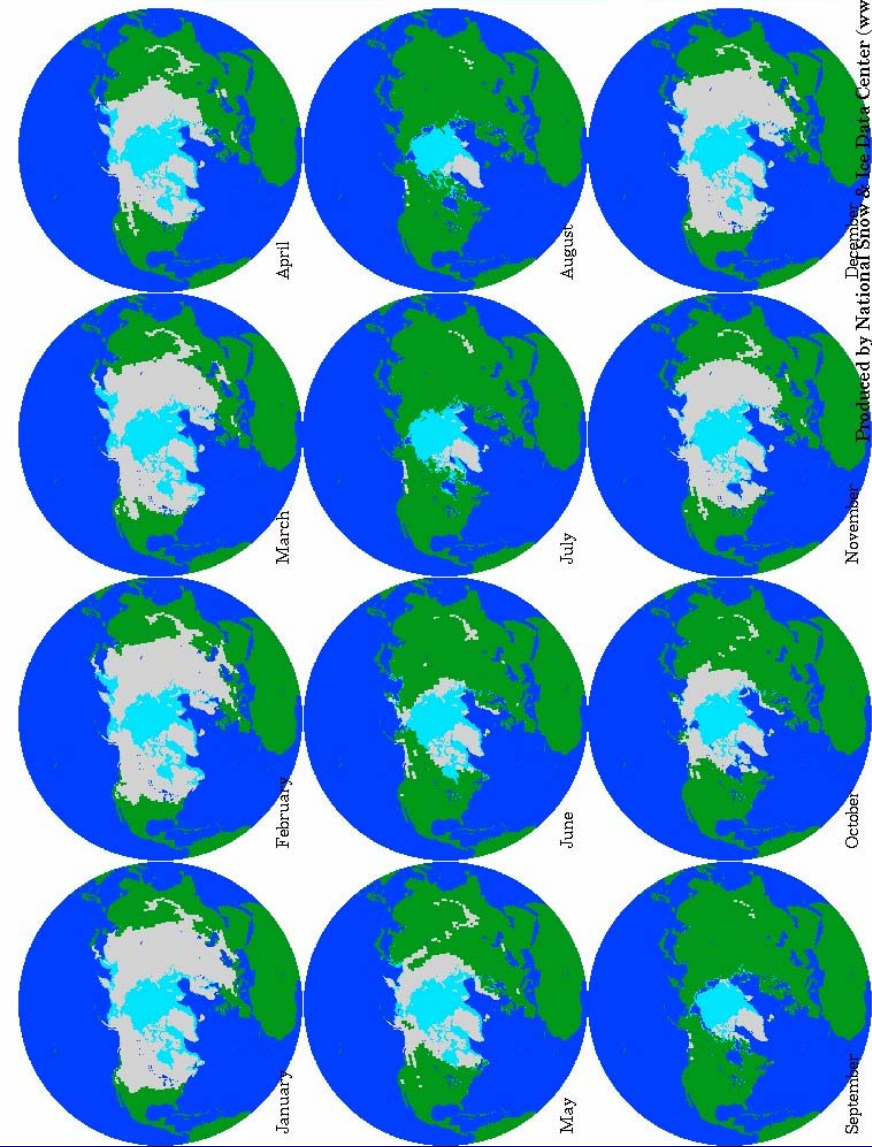 January
February
March
April
May
June
July
August
September
October
November
December
Produced by National Snow & Ice Data Center